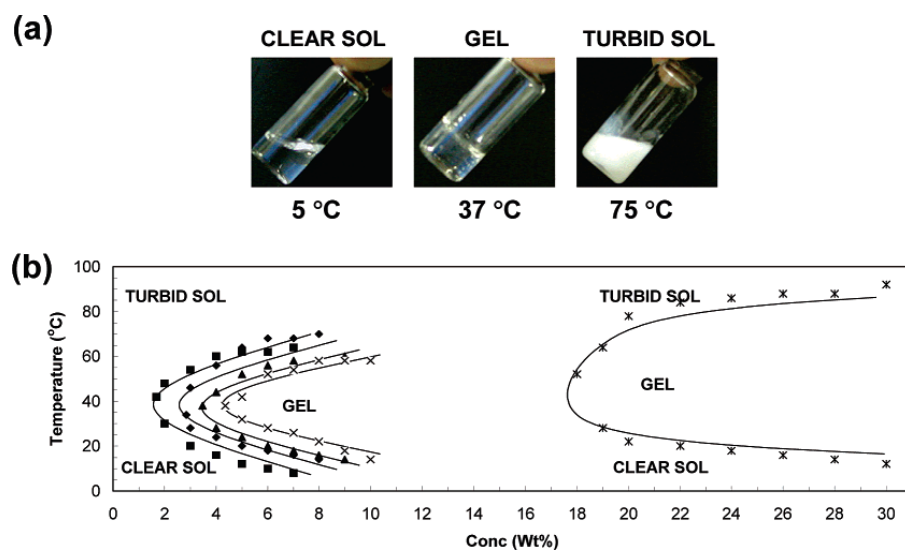 (a)
CLEAR SOL GEL TURBID SOL
5 °C 37 °C 75 °C
(b)
100
80
60
40
20
0
Temperature (°C)
TURBID SOL TURBID SOL
GEL GEL
CLEAR SOL CLEAR SOL
0 2 4 6 8 10 12 14 16 18 20 22 24 26 28 30
Conc (Wt%)